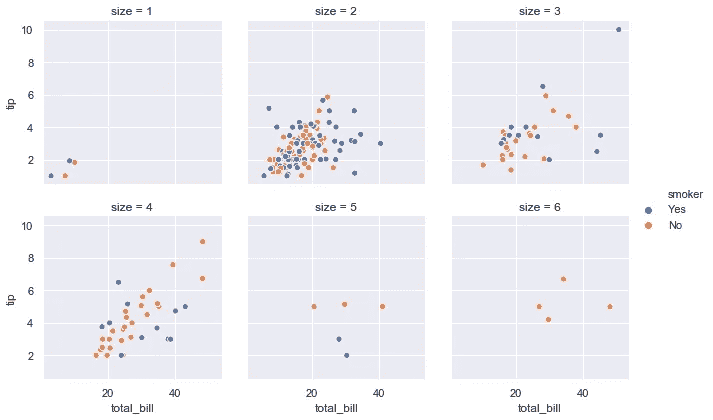 size = 1 size = 2 size = 3
10
8
6
4
2
tip
smoker
Yes
No
size = 4 size = 5 size = 6
10
8
6
4
2
tip
20 40 20 40 20 40
total_bill total_bill total_bill